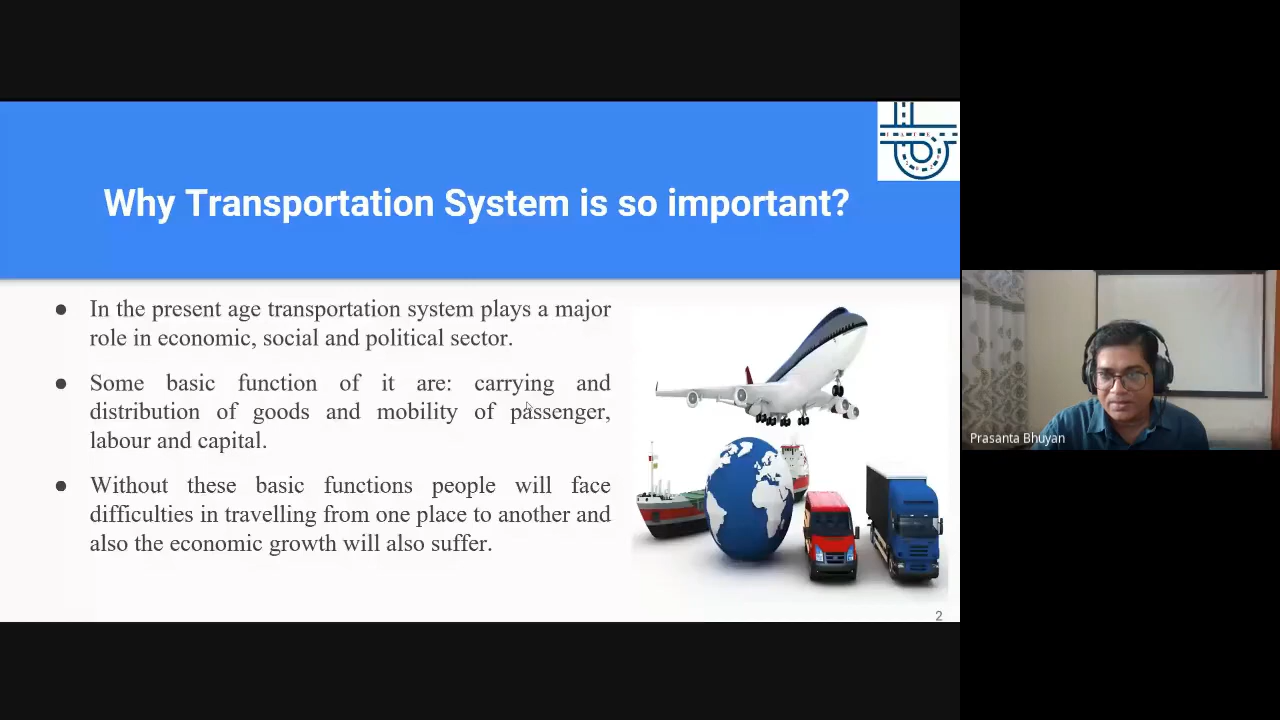 Why Transportation System is so important?
● In the present age transportation system plays a major
role in economic, social and political sector.
● Some basic function of it are: carrying and
distribution of goods and mobility of passenger,
labour and capital.
● Without these basic functions people will face
difficulties in travelling from one place to another and
also the economic growth will also suffer.
2
Prasanta Bhuyan